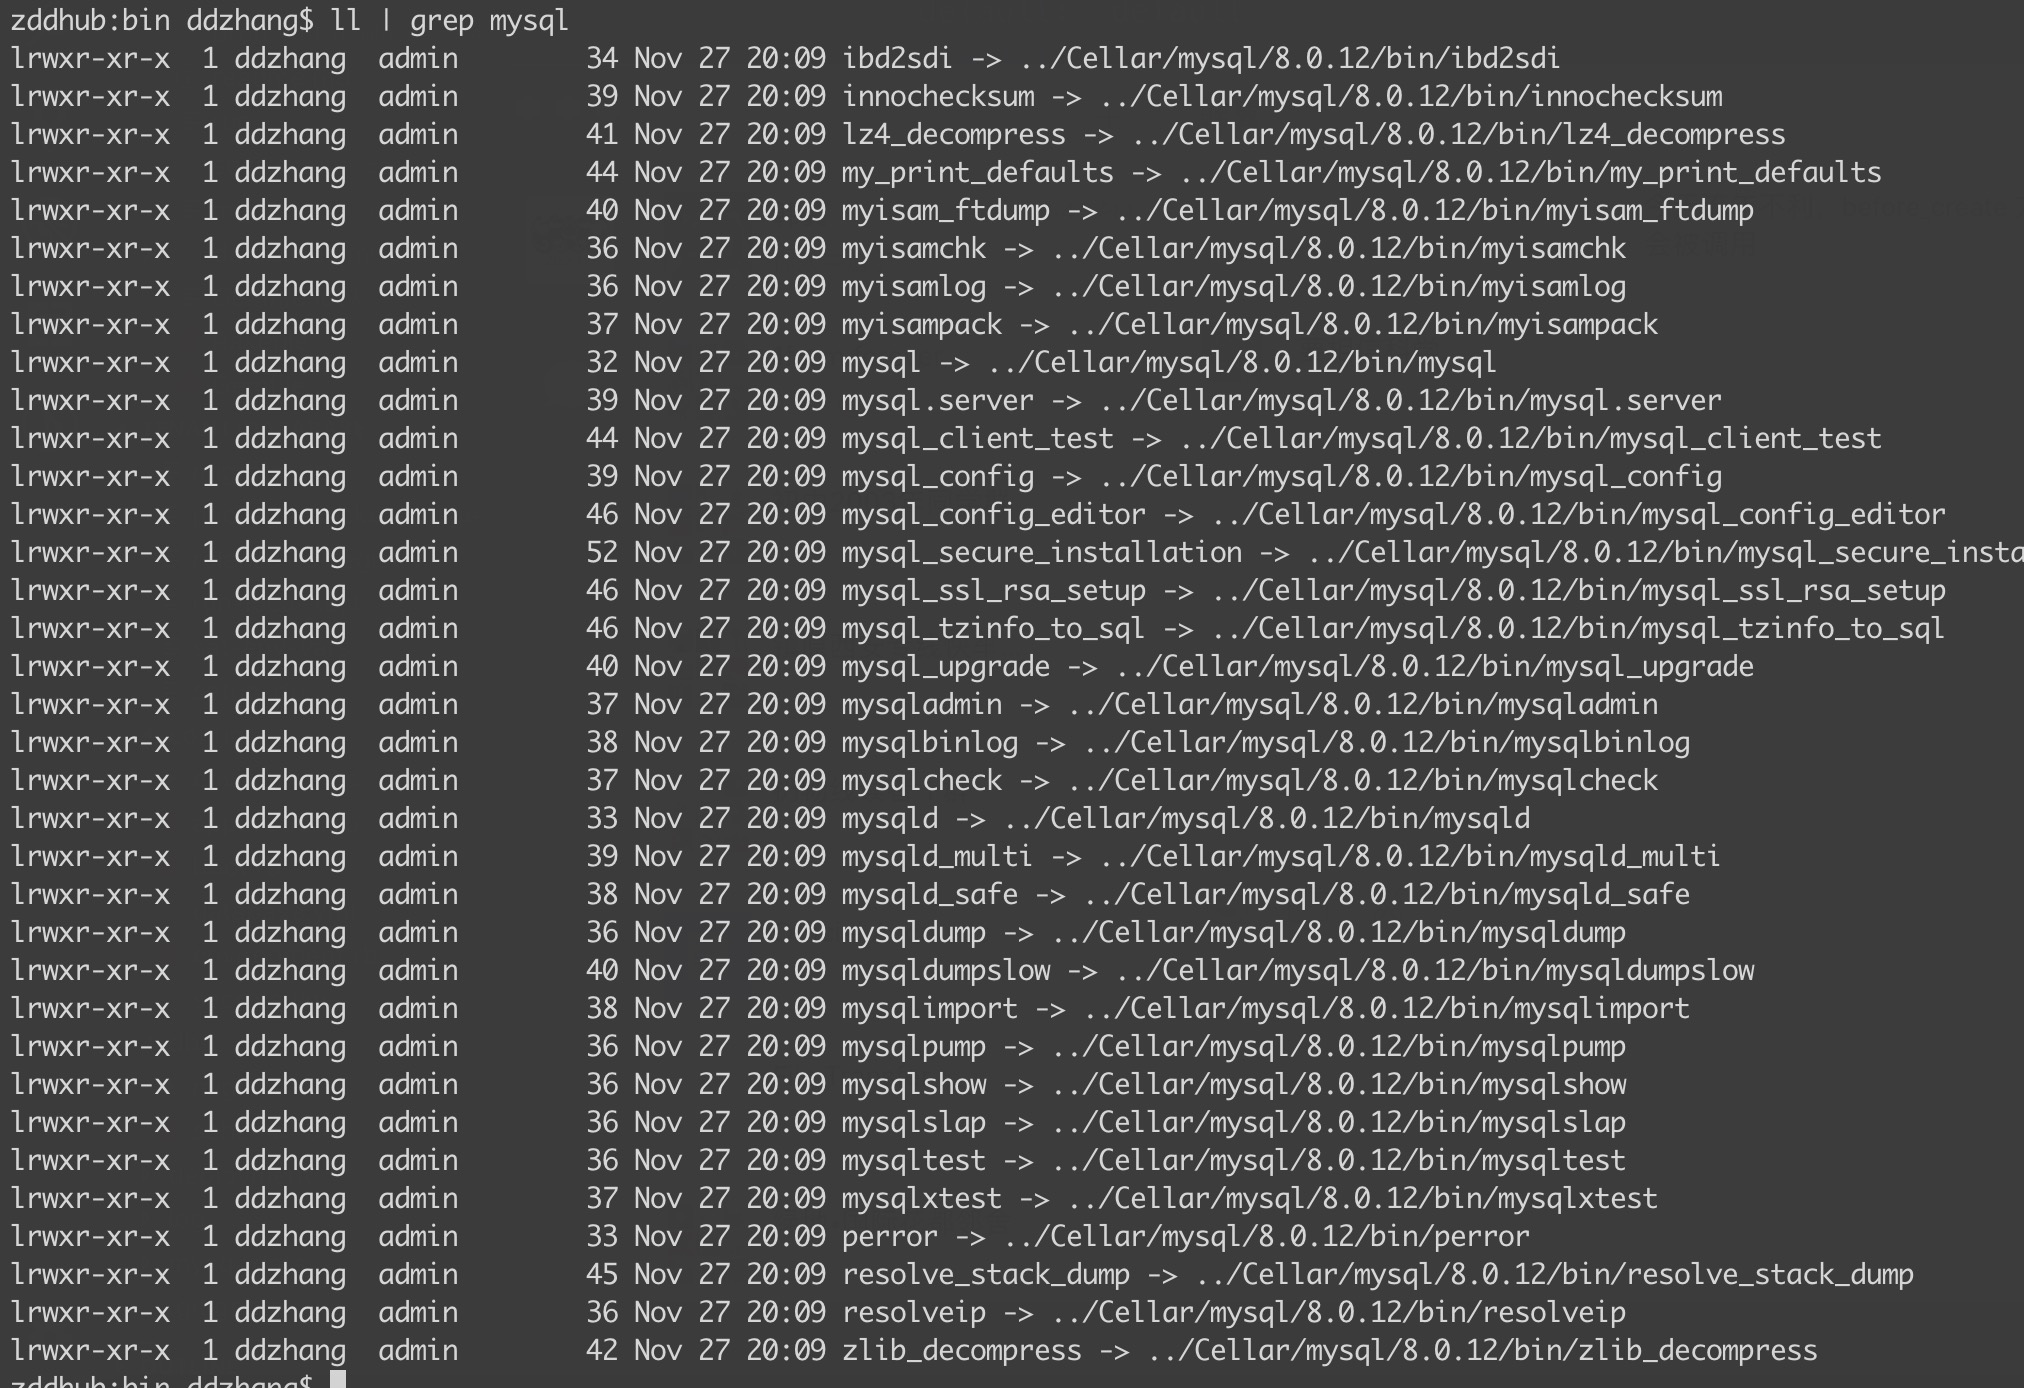 zddhub:bin ddzhang$ ll | grep mysql
lrwxr-xr-x  1 ddzhang  admin        34 Nov 27 20:09 ibd2sdi -> ../Cellar/mysql/8.0.12/bin/ibd2sdi
lrwxr-xr-x  1 ddzhang  admin        39 Nov 27 20:09 innochecksum -> ../Cellar/mysql/8.0.12/bin/innochecksum
lrwxr-xr-x  1 ddzhang  admin        41 Nov 27 20:09 lz4_decompress -> ../Cellar/mysql/8.0.12/bin/lz4_decompress
lrwxr-xr-x  1 ddzhang  admin        44 Nov 27 20:09 my_print_defaults -> ../Cellar/mysql/8.0.12/bin/my_print_defaults
lrwxr-xr-x  1 ddzhang  admin        40 Nov 27 20:09 myisam_ftdump -> ../Cellar/mysql/8.0.12/bin/myisam_ftdump
lrwxr-xr-x  1 ddzhang  admin        36 Nov 27 20:09 myisamchk -> ../Cellar/mysql/8.0.12/bin/myisamchk
lrwxr-xr-x  1 ddzhang  admin        36 Nov 27 20:09 myisamlog -> ../Cellar/mysql/8.0.12/bin/myisamlog
lrwxr-xr-x  1 ddzhang  admin        37 Nov 27 20:09 myisampack -> ../Cellar/mysql/8.0.12/bin/myisampack
lrwxr-xr-x  1 ddzhang  admin        32 Nov 27 20:09 mysql -> ../Cellar/mysql/8.0.12/bin/mysql
lrwxr-xr-x  1 ddzhang  admin        39 Nov 27 20:09 mysql.server -> ../Cellar/mysql/8.0.12/bin/mysql.server
lrwxr-xr-x  1 ddzhang  admin        44 Nov 27 20:09 mysql_client_test -> ../Cellar/mysql/8.0.12/bin/mysql_client_test
lrwxr-xr-x  1 ddzhang  admin        39 Nov 27 20:09 mysql_config -> ../Cellar/mysql/8.0.12/bin/mysql_config
lrwxr-xr-x  1 ddzhang  admin        46 Nov 27 20:09 mysql_config_editor -> ../Cellar/mysql/8.0.12/bin/mysql_config_editor
lrwxr-xr-x  1 ddzhang  admin        52 Nov 27 20:09 mysql_secure_installation -> ../Cellar/mysql/8.0.12/bin/mysql_secure_insta
lrwxr-xr-x  1 ddzhang  admin        46 Nov 27 20:09 mysql_ssl_rsa_setup -> ../Cellar/mysql/8.0.12/bin/mysql_ssl_rsa_setup
lrwxr-xr-x  1 ddzhang  admin        46 Nov 27 20:09 mysql_tzinfo_to_sql -> ../Cellar/mysql/8.0.12/bin/mysql_tzinfo_to_sql
lrwxr-xr-x  1 ddzhang  admin        40 Nov 27 20:09 mysql_upgrade -> ../Cellar/mysql/8.0.12/bin/mysql_upgrade
lrwxr-xr-x  1 ddzhang  admin        37 Nov 27 20:09 mysqladmin -> ../Cellar/mysql/8.0.12/bin/mysqladmin
lrwxr-xr-x  1 ddzhang  admin        38 Nov 27 20:09 mysqlbinlog -> ../Cellar/mysql/8.0.12/bin/mysqlbinlog
lrwxr-xr-x  1 ddzhang  admin        37 Nov 27 20:09 mysqlcheck -> ../Cellar/mysql/8.0.12/bin/mysqlcheck
lrwxr-xr-x  1 ddzhang  admin        33 Nov 27 20:09 mysqld -> ../Cellar/mysql/8.0.12/bin/mysqld
lrwxr-xr-x  1 ddzhang  admin        39 Nov 27 20:09 mysqld_multi -> ../Cellar/mysql/8.0.12/bin/mysqld_multi
lrwxr-xr-x  1 ddzhang  admin        38 Nov 27 20:09 mysqld_safe -> ../Cellar/mysql/8.0.12/bin/mysqld_safe
lrwxr-xr-x  1 ddzhang  admin        36 Nov 27 20:09 mysqldump -> ../Cellar/mysql/8.0.12/bin/mysqldump
lrwxr-xr-x  1 ddzhang  admin        40 Nov 27 20:09 mysqldumpslow -> ../Cellar/mysql/8.0.12/bin/mysqldumpslow
lrwxr-xr-x  1 ddzhang  admin        38 Nov 27 20:09 mysqlimport -> ../Cellar/mysql/8.0.12/bin/mysqlimport
lrwxr-xr-x  1 ddzhang  admin        36 Nov 27 20:09 mysqlpump -> ../Cellar/mysql/8.0.12/bin/mysqlpump
lrwxr-xr-x  1 ddzhang  admin        36 Nov 27 20:09 mysqlshow -> ../Cellar/mysql/8.0.12/bin/mysqlshow
lrwxr-xr-x  1 ddzhang  admin        36 Nov 27 20:09 mysqlslap -> ../Cellar/mysql/8.0.12/bin/mysqlslap
lrwxr-xr-x  1 ddzhang  admin        36 Nov 27 20:09 mysqltest -> ../Cellar/mysql/8.0.12/bin/mysqltest
lrwxr-xr-x  1 ddzhang  admin        37 Nov 27 20:09 mysqlxtest -> ../Cellar/mysql/8.0.12/bin/mysqlxtest
lrwxr-xr-x  1 ddzhang  admin        33 Nov 27 20:09 perror -> ../Cellar/mysql/8.0.12/bin/perror
lrwxr-xr-x  1 ddzhang  admin        45 Nov 27 20:09 resolve_stack_dump -> ../Cellar/mysql/8.0.12/bin/resolve_stack_dump
lrwxr-xr-x  1 ddzhang  admin        36 Nov 27 20:09 resolveip -> ../Cellar/mysql/8.0.12/bin/resolveip
lrwxr-xr-x  1 ddzhang  admin        42 Nov 27 20:09 zlib_decompress -> ../Cellar/mysql/8.0.12/bin/zlib_decompress
zddhub:bin ddzhang$